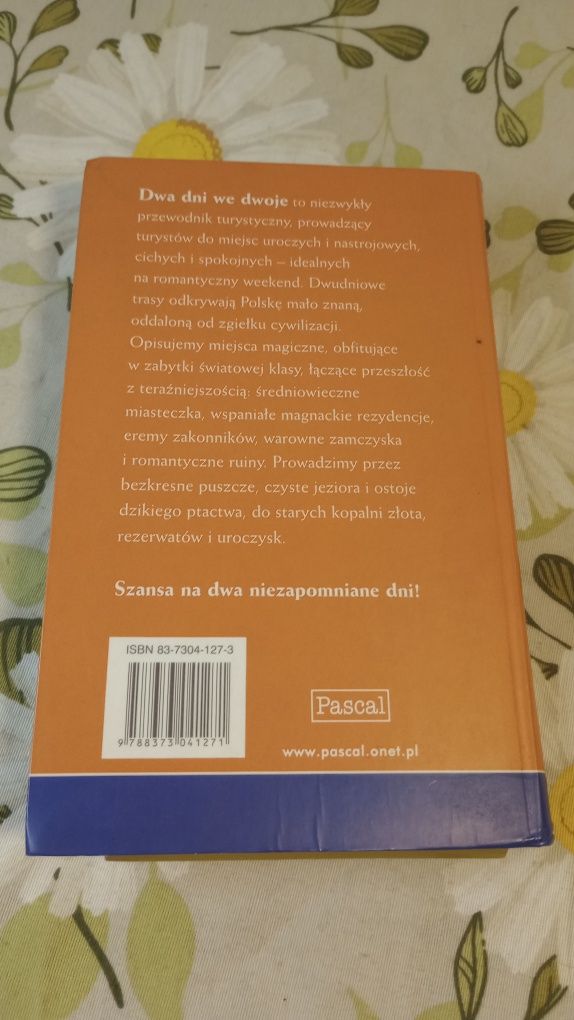 Dwa dni we dwoje to niezwykły
przewodnik turystyczny, prowadzący
turystów do miejsc uroczych i nastrojowych,
cichych i spokojnych – idealnych
na romantyczny weekend. Dwudniowe
trasy odkrywają Polskę mało znaną,
oddaloną od zgiełku cywilizacji.
Opisujemy miejsca magiczne, obfitujące
w zabytki światowej klasy, łączące przeszłość
z teraźniejszością: średniowieczne
miasteczka, wspaniałe magnackie rezydencje,
eremy zakonników, warowne zamczyska
i romantyczne ruiny. Prowadzimy przez
bezkresne puszcze, czyste jeziora i ostoje
dzikiego ptactwa, do starych kopalni złota,
rezerwatów i uroczysk.
Szansa na dwa niezapomniane dni!
ISBN 83-7304-127-3
9 788373 041271
Pascal
www.pascal.onet.pl